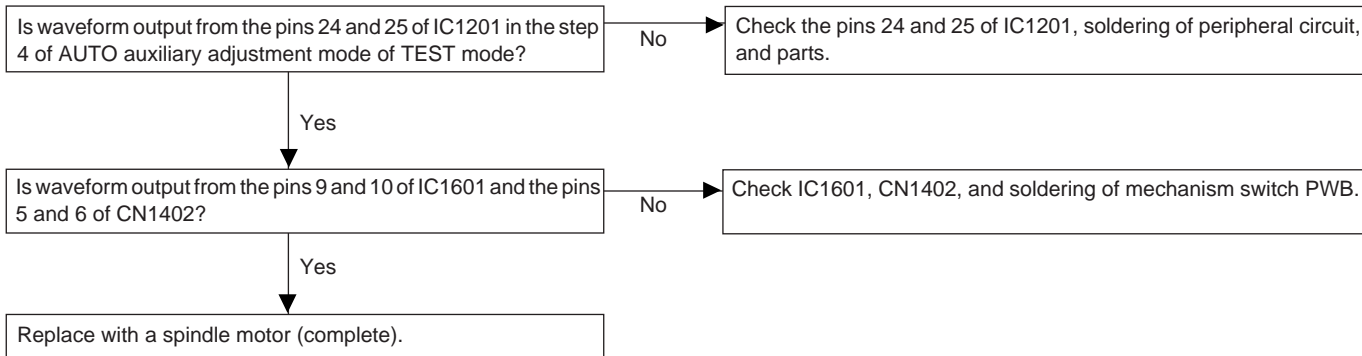 Is waveform output from the pins 24 and 25 of IC1201 in the step
4 of AUTO auxiliary adjustment mode of TEST mode?
No
Check the pins 24 and 25 of IC1201, soldering of peripheral circuit,
and parts.
Yes
Is waveform output from the pins 9 and 10 of IC1601 and the pins
5 and 6 of CN1402?
No
Check IC1601, CN1402, and soldering of mechanism switch PWB.
Yes
Replace with a spindle motor (complete).